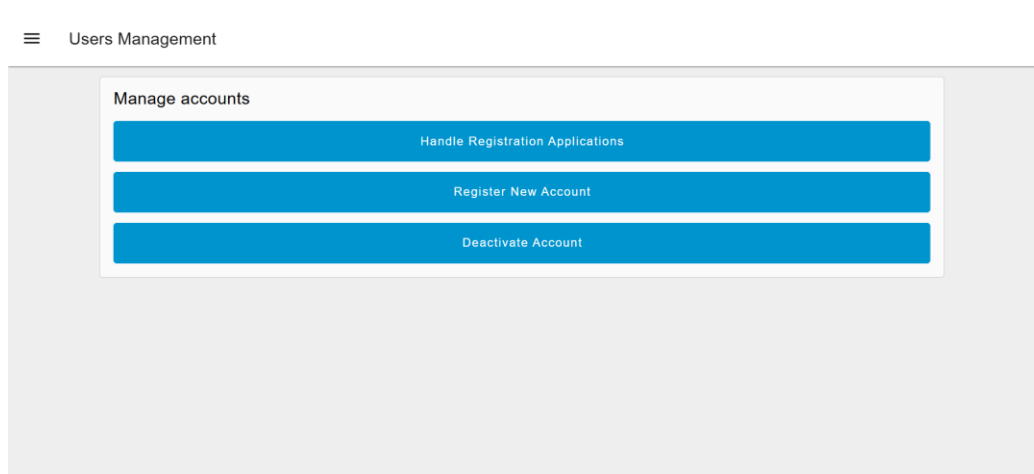 Users Management
Manage accounts
Handle Registration Applications
Register New Account
Deactivate Account